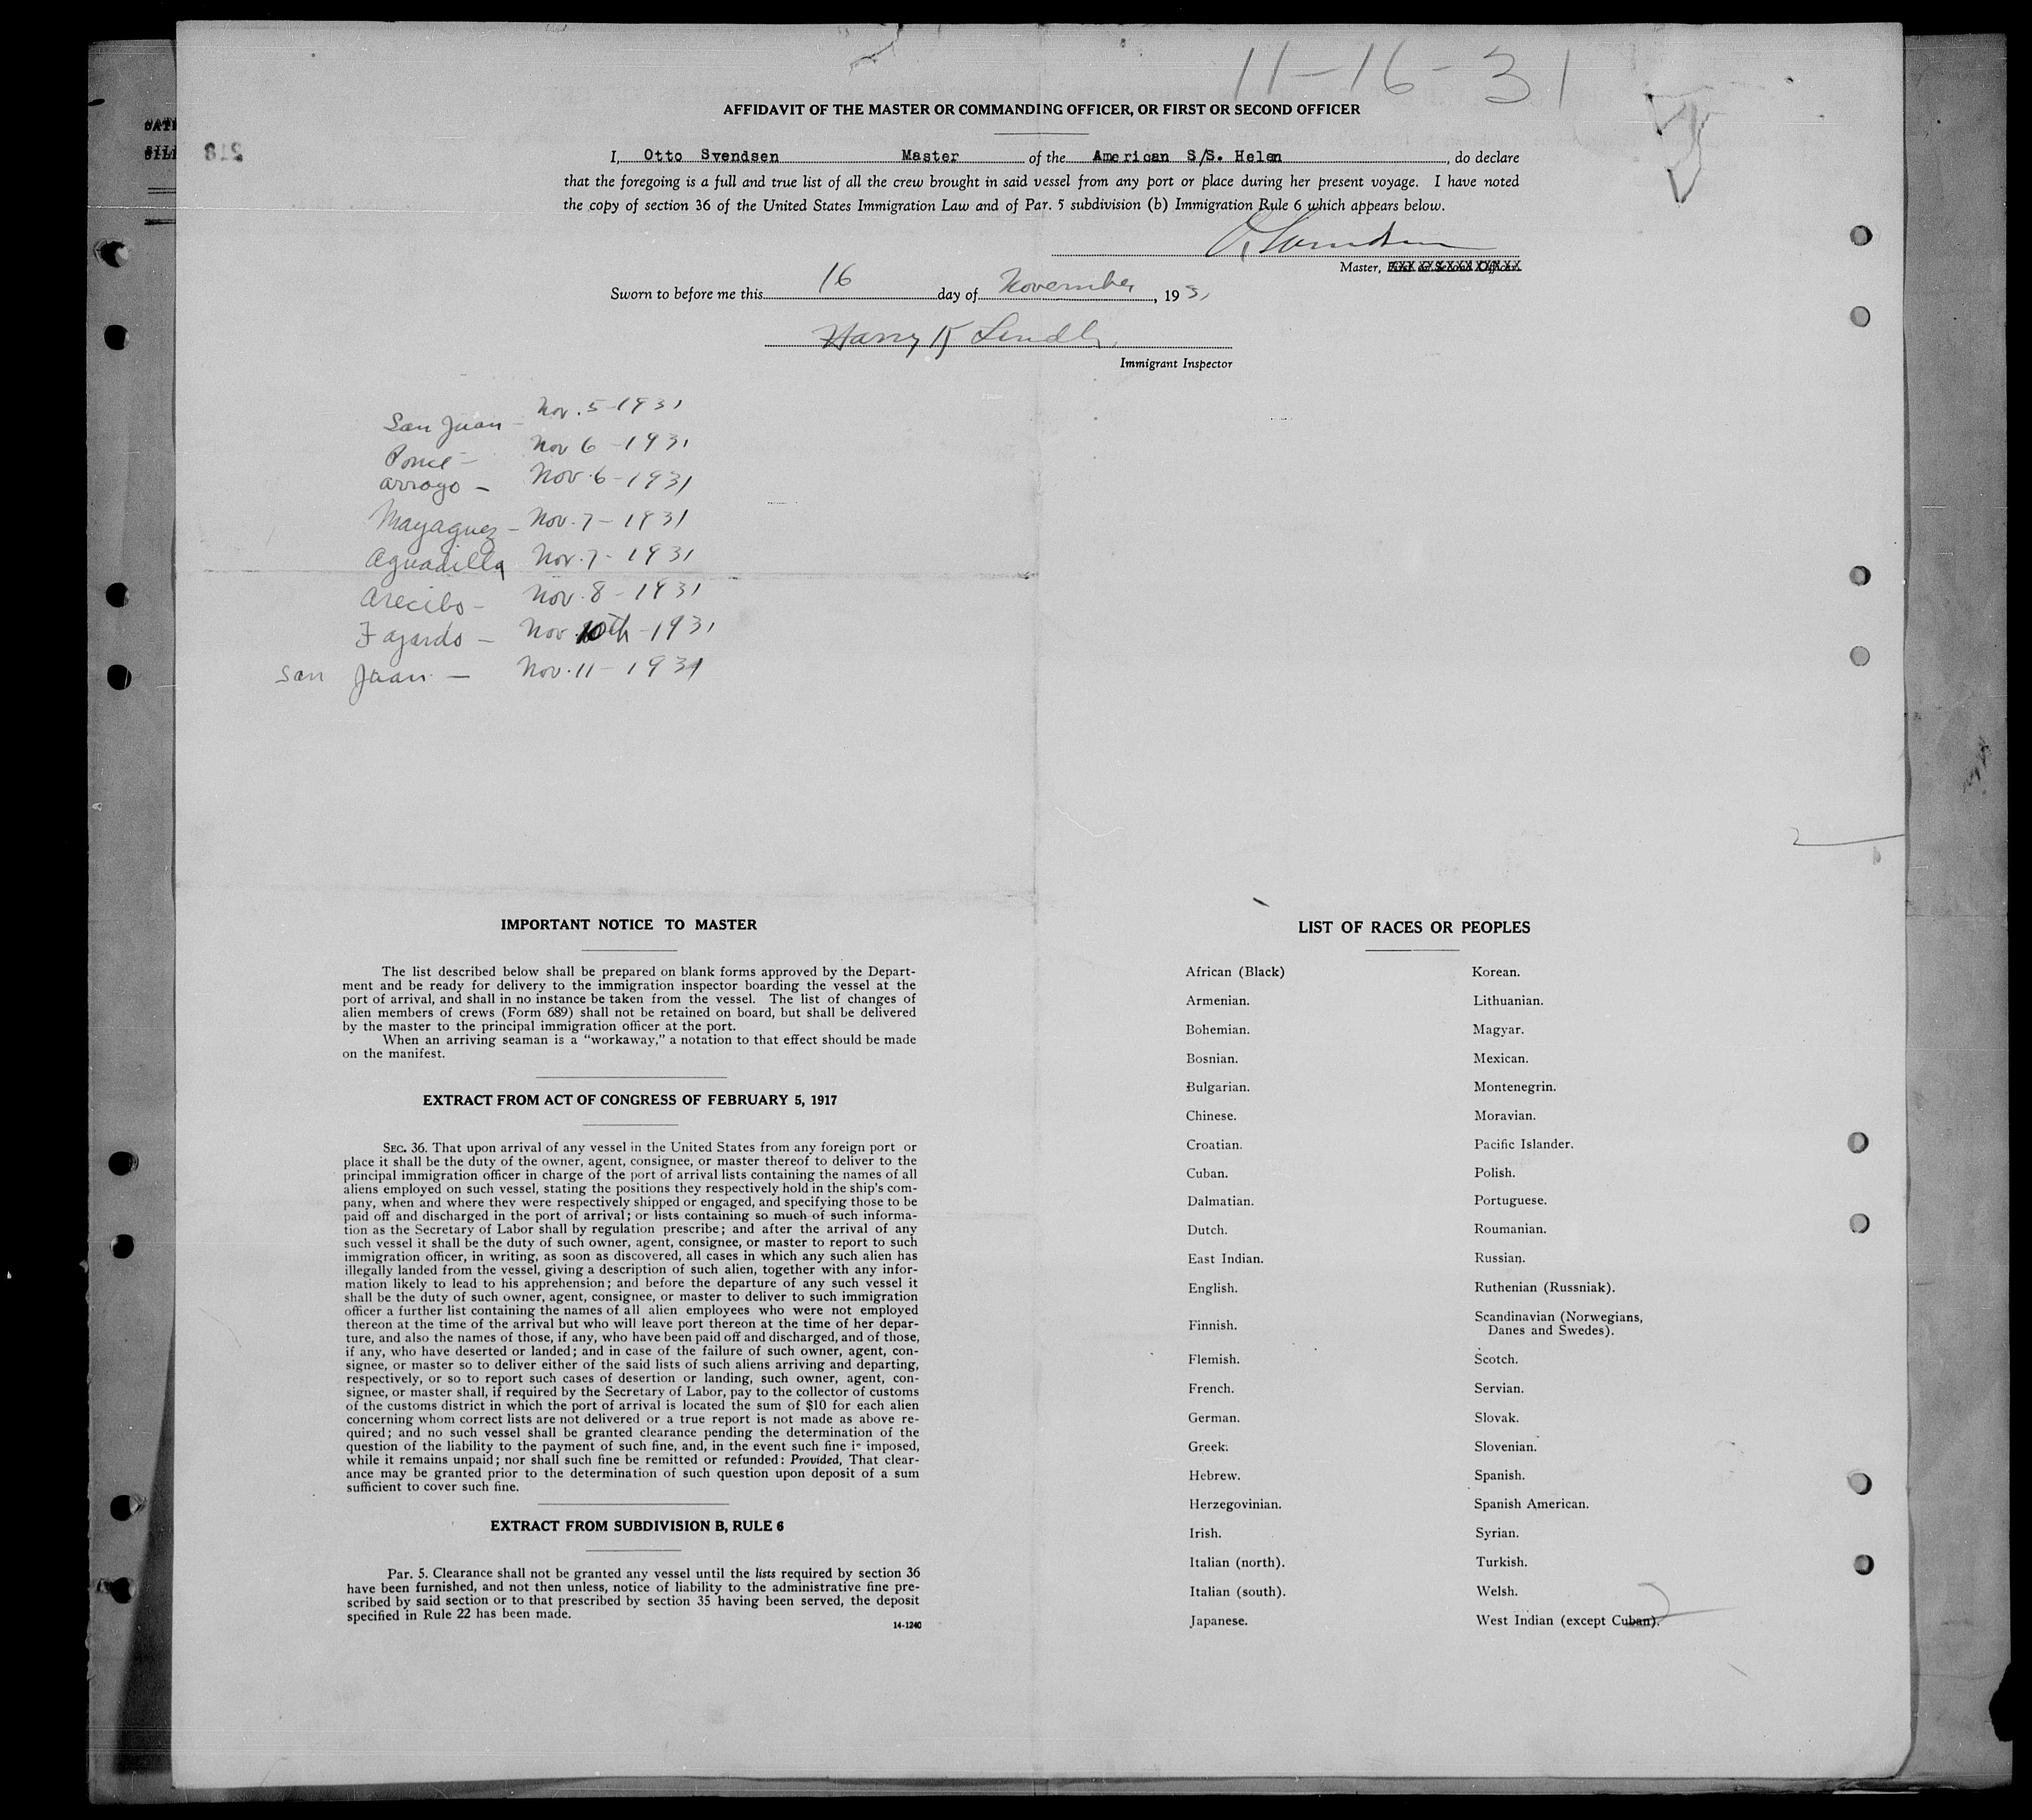 11-16-31
AFFIDAVIT OF THE MASTER OR COMMANDING OFFICER, OR FIRST OR SECOND OFFICER
I, Otto Svendsen Master of the American S/S. Helen, do declare
that the foregoing is a full and true list of all the crew brought in said vessel from any port or place during her present voyage. I have noted
the copy of section 36 of the United States Immigration Law and of Par. 5 subdivision (b) Immigration Rule 6 which appears below.
O. Svendsen
Master, First or Second Officer.
Sworn to before me this 16 day of November, 1931
Harry K
Immigrant Inspector
San Juan - Nov. 5-1931
Ponce - Nov 6-1931
Arroyo - Nov. 6-1931
Mayaguez - Nov. 7-1931
Aguadilla Nov. 7-1931
Arecibo - Nov. 8-1931
Fajardo - Nov. 10th-1931
San Juan - Nov. 11-1931
IMPORTANT NOTICE TO MASTER
The list described below shall be prepared on blank forms approved by the Depart-
ment and be ready for delivery to the immigration inspector boarding the vessel at the
port of arrival, and shall in no instance be taken from the vessel. The list of changes of
alien members of crews (Form 689) shall not be retained on board, but shall be delivered
by the master to the principal immigration officer at the port.
When an arriving seaman is a “workaway,” a notation to that effect should be made
on the manifest.
EXTRACT FROM ACT OF CONGRESS OF FEBRUARY 5, 1917
SEC. 36. That upon arrival of any vessel in the United States from any foreign port or
place it shall be the duty of the owner, agent, consignee, or master thereof to deliver to the
principal immigration officer in charge of the port of arrival lists containing the names of all
aliens employed on such vessel, stating the positions they respectively hold in the ship's com-
pany, when and where they were respectively shipped or engaged, and specifying those to be
paid off and discharged in the port of arrival; or lists containing so much of such informa-
tion as the Secretary of Labor shall by regulation prescribe; and after the arrival of any
such vessel it shall be the duty of such owner, agent, consignee, or master to report to such
immigration officer, in writing, as soon as discovered, all cases in which any such alien has
illegally landed from the vessel, giving a description of such alien, together with any infor-
mation likely to lead to his apprehension; and before the departure of any such vessel it
shall be the duty of such owner, agent, consignee, or master to deliver to such immigration
officer a further list containing the names of all alien employees who were not employed
thereon at the time of the arrival but who will leave port thereon at the time of her depar-
ture, and also the names of those, if any, who have been paid off and discharged, and of those,
if any, who have deserted or landed; and in case of the failure of such owner, agent, con-
signee, or master so to deliver either of the said lists of such aliens arriving and departing,
respectively, or so to report such cases of desertion or landing, such owner, agent, con-
signee, or master shall, if required by the Secretary of Labor, pay to the collector of customs
of the customs district in which the port of arrival is located the sum of $10 for each alien
concerning whom correct lists are not delivered or a true report is not made as above re-
quired; and no such vessel shall be granted clearance pending the determination of the
question of the liability to the payment of such fine, and, in the event such fine is imposed,
while it remains unpaid; nor shall such fine be remitted or refunded: Provided, That clear-
ance may be granted prior to the determination of such question upon deposit of a sum
sufficient to cover such fine.
EXTRACT FROM SUBDIVISION B, RULE 6
Par. 5. Clearance shall not be granted any vessel until the lists required by section 36
have been furnished, and not then unless, notice of liability to the administrative fine pre-
scribed by said section or to that prescribed by section 35 having been served, the deposit
specified in Rule 22 has been made.
14-1240
LIST OF RACES OR PEOPLES
African (Black)
Armenian.
Bohemian.
Bosnian.
Bulgarian.
Chinese.
Croatian.
Cuban.
Dalmatian.
Dutch.
East Indian.
English.
Finnish.
Flemish.
French.
German.
Greek.
Hebrew.
Herzegovinian.
Irish.
Italian (north).
Italian (south).
Japanese.
Korean.
Lithuanian.
Magyar.
Mexican.
Montenegrin.
Moravian.
Pacific Islander.
Polish.
Portuguese.
Roumanian.
Russian.
Ruthenian (Russniak).
Scandinavian (Norwegians,
Danes and Swedes).
Scotch.
Servian.
Slovak.
Slovenian.
Spanish.
Spanish American.
Syrian.
Turkish.
Welsh.
West Indian (except Cuban).